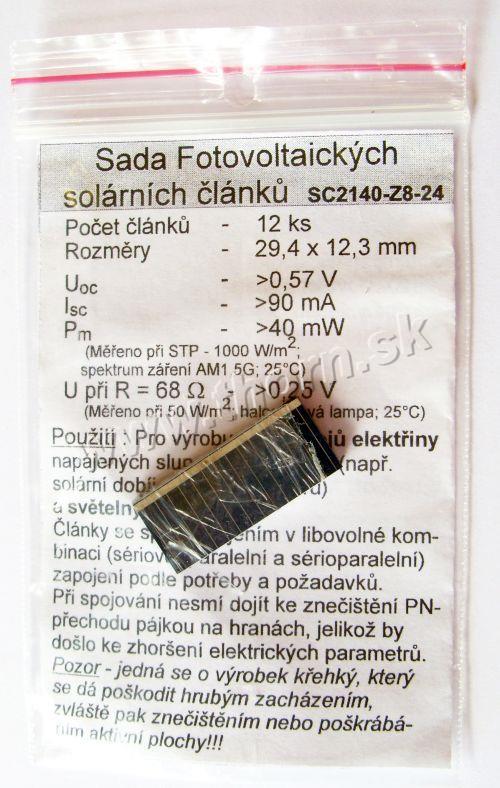 Sada Fotovoltaických
solárních článků SC2140-Z8-24
Počet článků - 12 ks
Rozměry - 29,4 x 12,3 mm
Uoc - >0,57 V
Isc - >90 mA
Pm - >40 mW
(Měřeno při STP - 1000 W/m²;
spektrum záření AM1.5G; 25°C)
U při R = 68 Ω - >0,25 V
(Měřeno při 50 W/m², lampa; 25°C)
Použití : Pro výrobu elektřiny
napájených (např.
solární
a
Články se v libovolné kom-
binaci (sériové, paralelní a sérioparalelní)
zapojení podle potřeby a požadavků.
Při spojování nesmí dojít ke znečištění PN-
přechodu pájkou na hranách, jelikož by
došlo ke zhoršení elektrických parametrů.
Pozor - jedná se o výrobek křehký, který
se dá poškodit hrubým zacházením,
zvláště pak znečištěním nebo poškrábá-
ním aktivní plochy!!!
www.thorn.sk